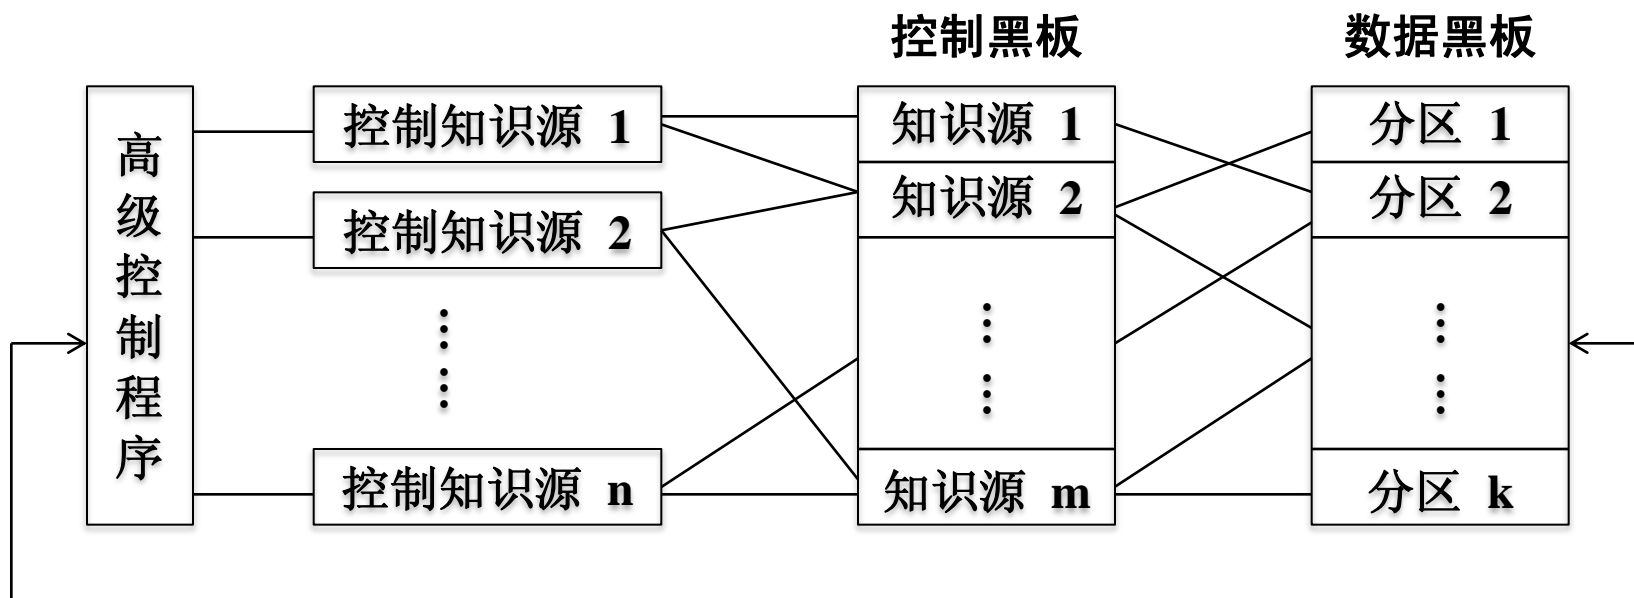 控制黑板
数据黑板
高级控制程序
控制知识源 1
控制知识源 2
控制知识源 n
知识源 1
知识源 2
知识源 m
分区 1
分区 2
分区 k